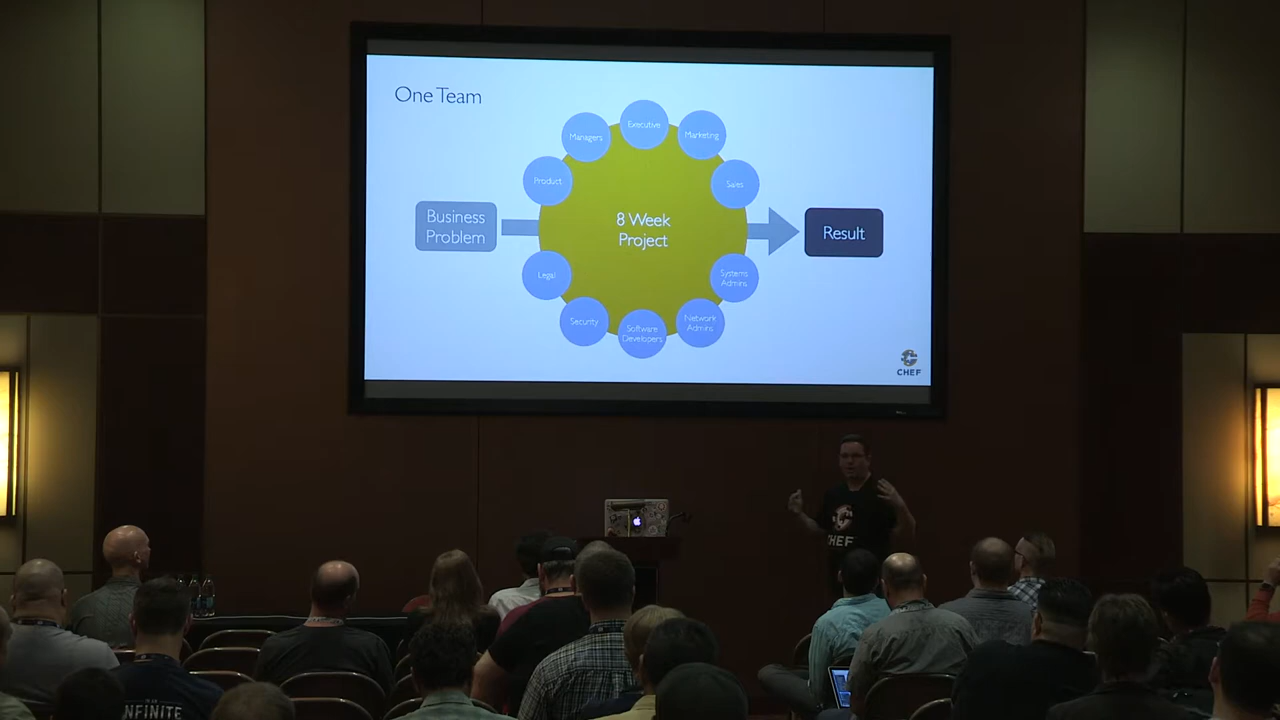 One Team
Executive
Managers
Marketing
Product
Sales
Business
Problem
8 Week
Project
Result
Legal
Systems
Admins
Security
Software
Developers
Network
Admins
CHEF
CHEF
INFINITE